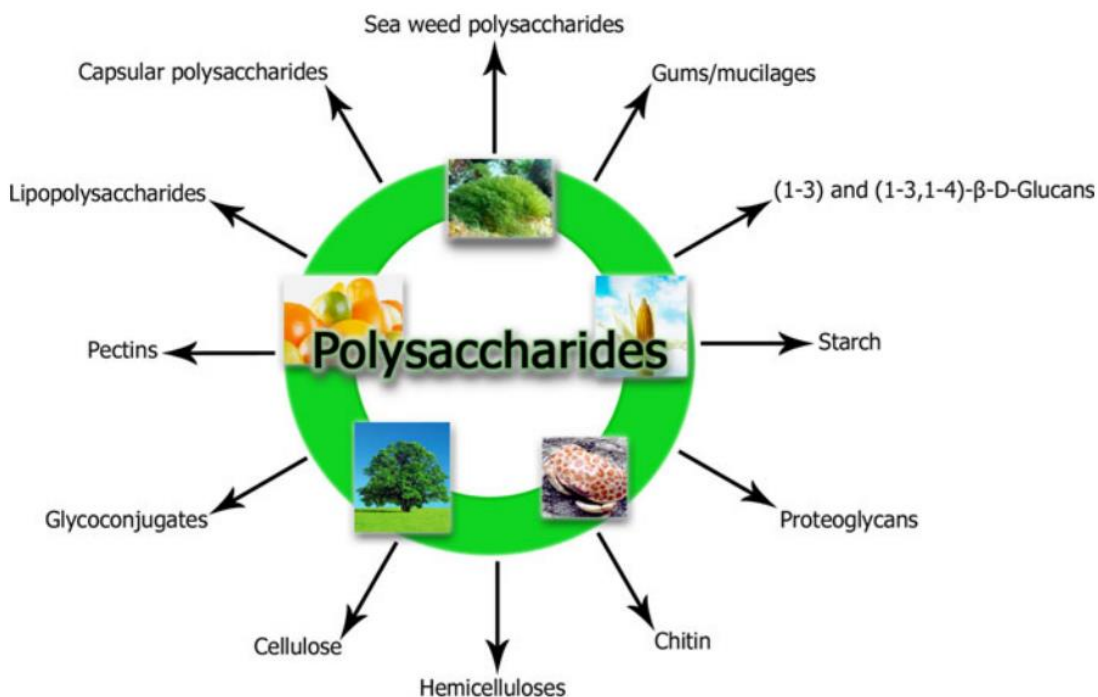 Sea weed polysaccharides
Capsular polysaccharides
Gums/mucilages
Lipopolysaccharides
(1-3) and (1-3,1-4)-β-D-Glucans
Polysaccharides
Pectins
Starch
Glycoconjugates
Proteoglycans
Cellulose
Chitin
Hemicelluloses